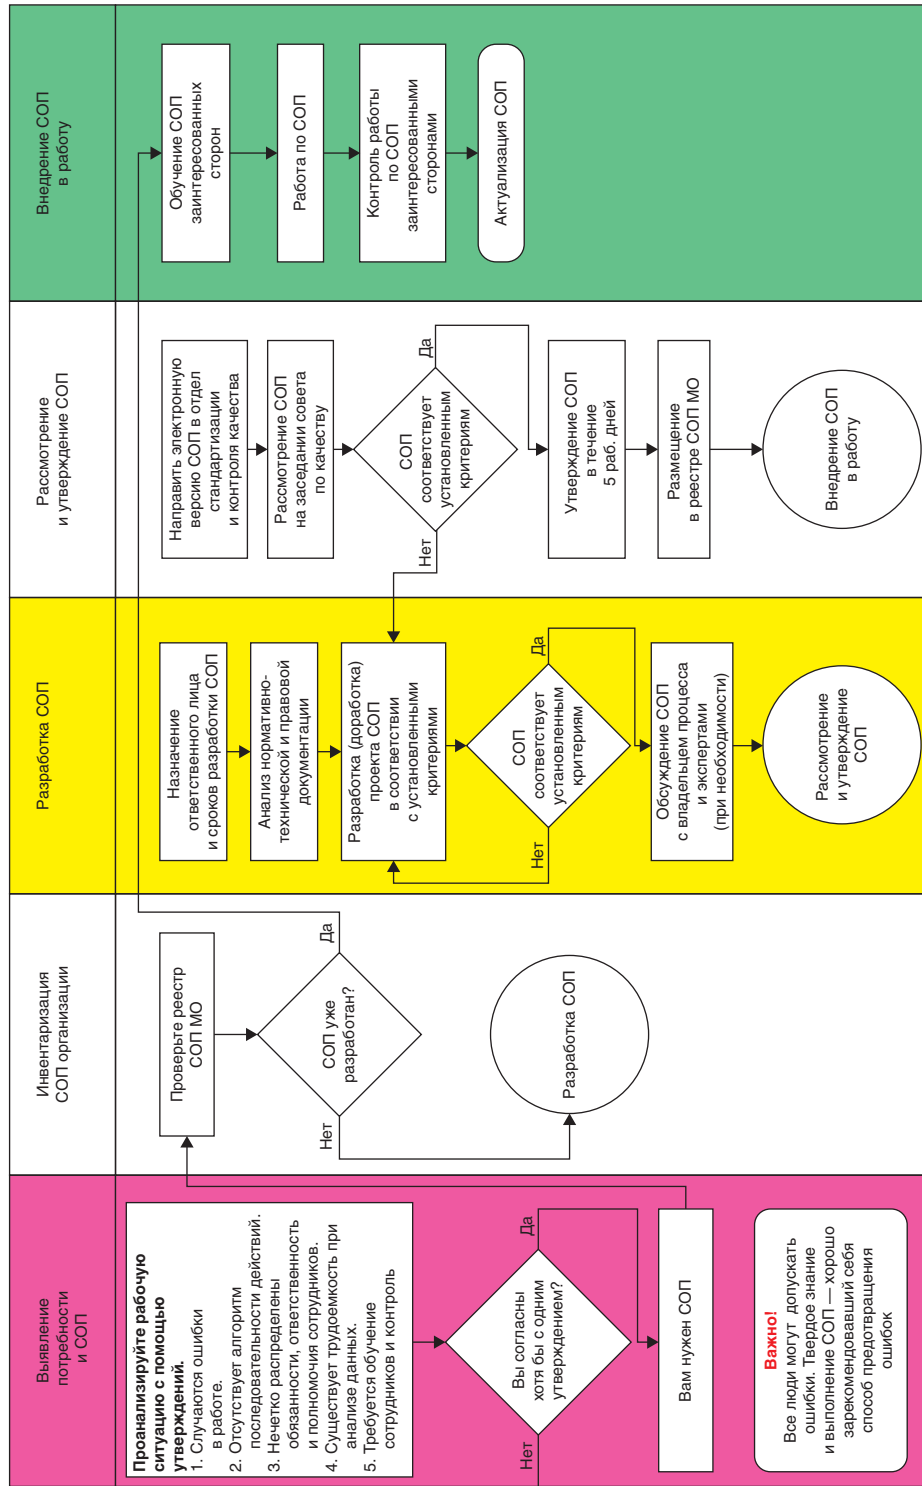 Выявление
потребности
и СОП
Проанализируйте рабочую
ситуацию с помощью
утверждений.
1. Случаются ошибки
в работе.
2. Отсутствует алгоритм
последовательности действий.
3. Нечетко распределены
обязанности, ответственность
и полномочия сотрудников.
4. Существует трудоемкость при
анализе данных.
5. Требуется обучение
сотрудников и контроль
Вы согласны
хотя бы с одним
утверждением?
Нет
Да
Вам нужен СОП
Важно!
Все люди могут допускать
ошибки. Твердое знание
и выполнение СОП — хорошо
зарекомендовавший себя
способ предотвращения
ошибок
Инвентаризация
СОП организации
Проверьте реестр
СОП МО
СОП уже
разработан?
Нет
Да
Разработка СОП
Разработка СОП
Назначение
ответственного лица
и сроков разработки СОП
Анализ нормативно-
технической и правовой
документации
Разработка (доработка)
проекта СОП
в соответствии
с установленными
критериями
СОП
соответствует
установленным
критериям
Нет
Да
Обсуждение СОП
с владельцем процесса
и экспертами
(при необходимости)
Рассмотрение
и утверждение
СОП
Рассмотрение
и утверждение СОП
Направить электронную
версию СОП в отдел
стандартизации
и контроля качества
Рассмотрение СОП
на заседании совета
по качеству
СОП
соответствует
установленным
критериям
Нет
Да
Утверждение СОП
в течение
5 раб. дней
Размещение
в реестре СОП МО
Внедрение СОП
в работу
Внедрение СОП
в работу
Обучение СОП
заинтересованных
сторон
Работа по СОП
Контроль работы
по СОП
заинтересованными
сторонами
Актуализация СОП